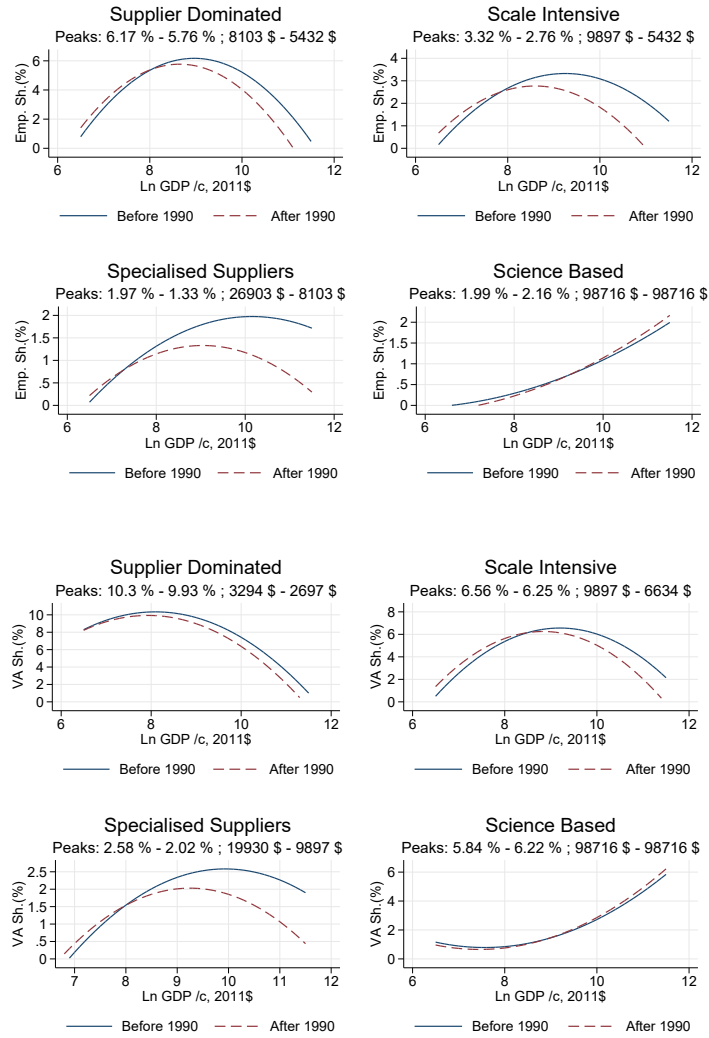 Supplier Dominated
Peaks: 6.17 % - 5.76 % ; 8103 $ - 5432 $
Emp. Sh.(%)
6
4
2
0
6 8 10 12
Ln GDP /c, 2011$
Before 1990 After 1990
Scale Intensive
Peaks: 3.32 % - 2.76 % ; 9897 $ - 5432 $
Emp. Sh.(%)
4
3
2
1
0
6 8 10 12
Ln GDP /c, 2011$
Before 1990 After 1990
Specialised Suppliers
Peaks: 1.97 % - 1.33 % ; 26903 $ - 8103 $
Emp. Sh.(%)
2
1.5
1
.5
0
6 8 10 12
Ln GDP /c, 2011$
Before 1990 After 1990
Science Based
Peaks: 1.99 % - 2.16 % ; 98716 $ - 98716 $
Emp. Sh.(%)
2
1.5
1
.5
0
6 8 10 12
Ln GDP /c, 2011$
Before 1990 After 1990
Supplier Dominated
Peaks: 10.3 % - 9.93 % ; 3294 $ - 2697 $
VA Sh.(%)
10
8
6
4
2
0
6 8 10 12
Ln GDP /c, 2011$
Before 1990 After 1990
Scale Intensive
Peaks: 6.56 % - 6.25 % ; 9897 $ - 6634 $
VA Sh.(%)
8
6
4
2
0
6 8 10 12
Ln GDP /c, 2011$
Before 1990 After 1990
Specialised Suppliers
Peaks: 2.58 % - 2.02 % ; 19930 $ - 9897 $
VA Sh.(%)
2.5
2
1.5
1
.5
0
7 8 9 10 11 12
Ln GDP /c, 2011$
Before 1990 After 1990
Science Based
Peaks: 5.84 % - 6.22 % ; 98716 $ - 98716 $
VA Sh.(%)
6
4
2
0
6 8 10 12
Ln GDP /c, 2011$
Before 1990 After 1990